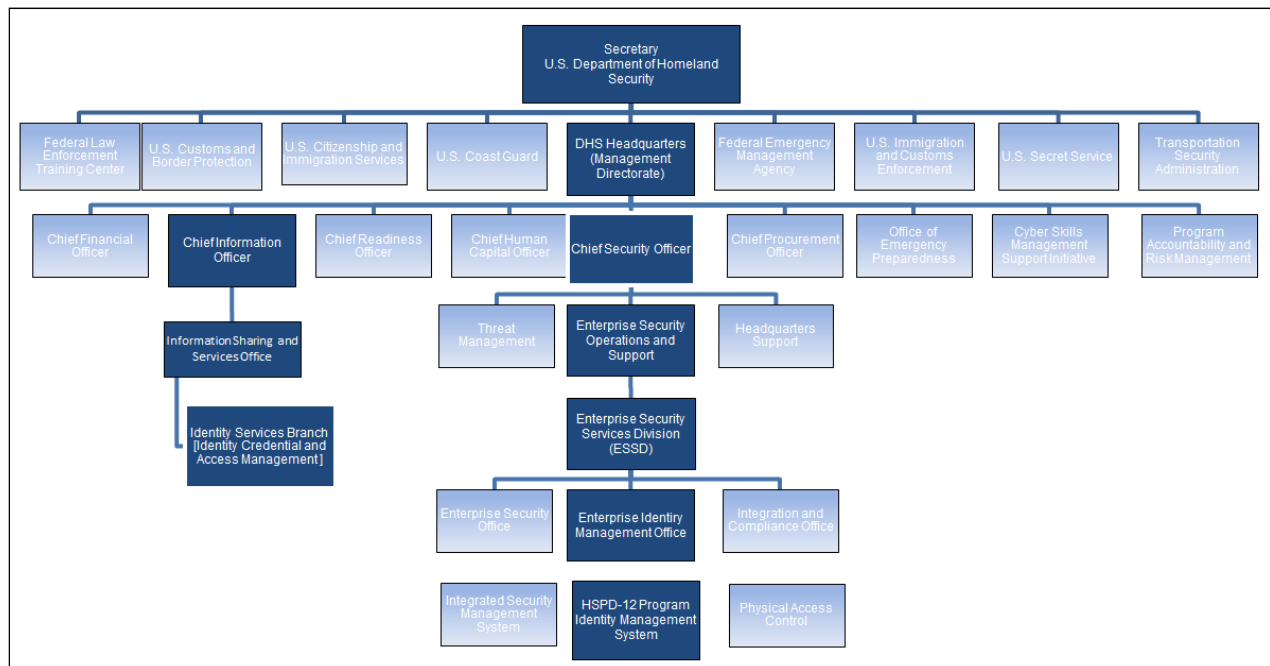 Secretary
U.S. Department of Homeland
Security
Federal Law
Enforcement
Training Center
U.S. Customs and
Border Protection
U.S. Citizenship and
Immigration Services
U.S. Coast Guard
DHS Headquarters
(Management
Directorate)
Federal Emergency
Management
Agency
U.S. Immigration
and Customs
Enforcement
U.S. Secret Service
Transportation
Security
Administration
Chief Financial
Officer
Chief Information
Officer
Chief Readiness
Officer
Chief Human
Capital Officer
Chief Security Officer
Chief Procurement
Officer
Office of
Emergency
Preparedness
Cyber Skills
Management
Support Initiative
Program
Accountability and
Risk Management
Information Sharing and
Services Office
Threat
Management
Enterprise Security
Operations and
Support
Headquarters
Support
Identity Services Branch
[Identity Credential and
Access Management]
Enterprise Security
Services Division
(ESSD)
Enterprise Security
Office
Enterprise Identiry
Management Office
Integration and
Compliance Office
Integrated Security
Management
System
HSPD-12 Program
Identity Management
System
Physical Access
Control